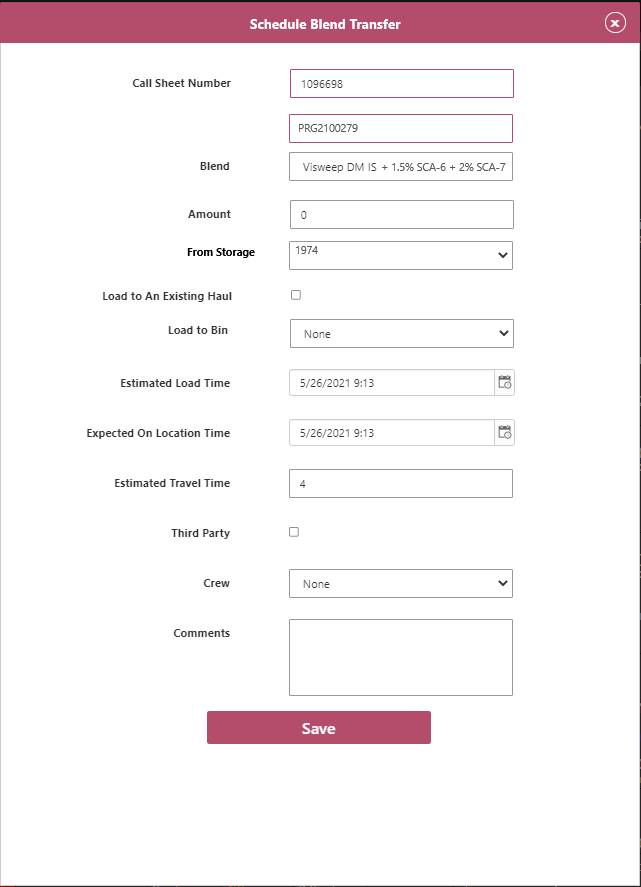 Schedule Blend Transfer
Call Sheet Number 1096698
PRG2100279
Blend Visweep DM IS + 1.5% SCA-6 + 2% SCA-7
Amount 0
From Storage 1974
Load to An Existing Haul
Load to Bin None
Estimated Load Time 5/26/2021 9:13
Expected On Location Time 5/26/2021 9:13
Estimated Travel Time 4
Third Party
Crew None
Comments
Save